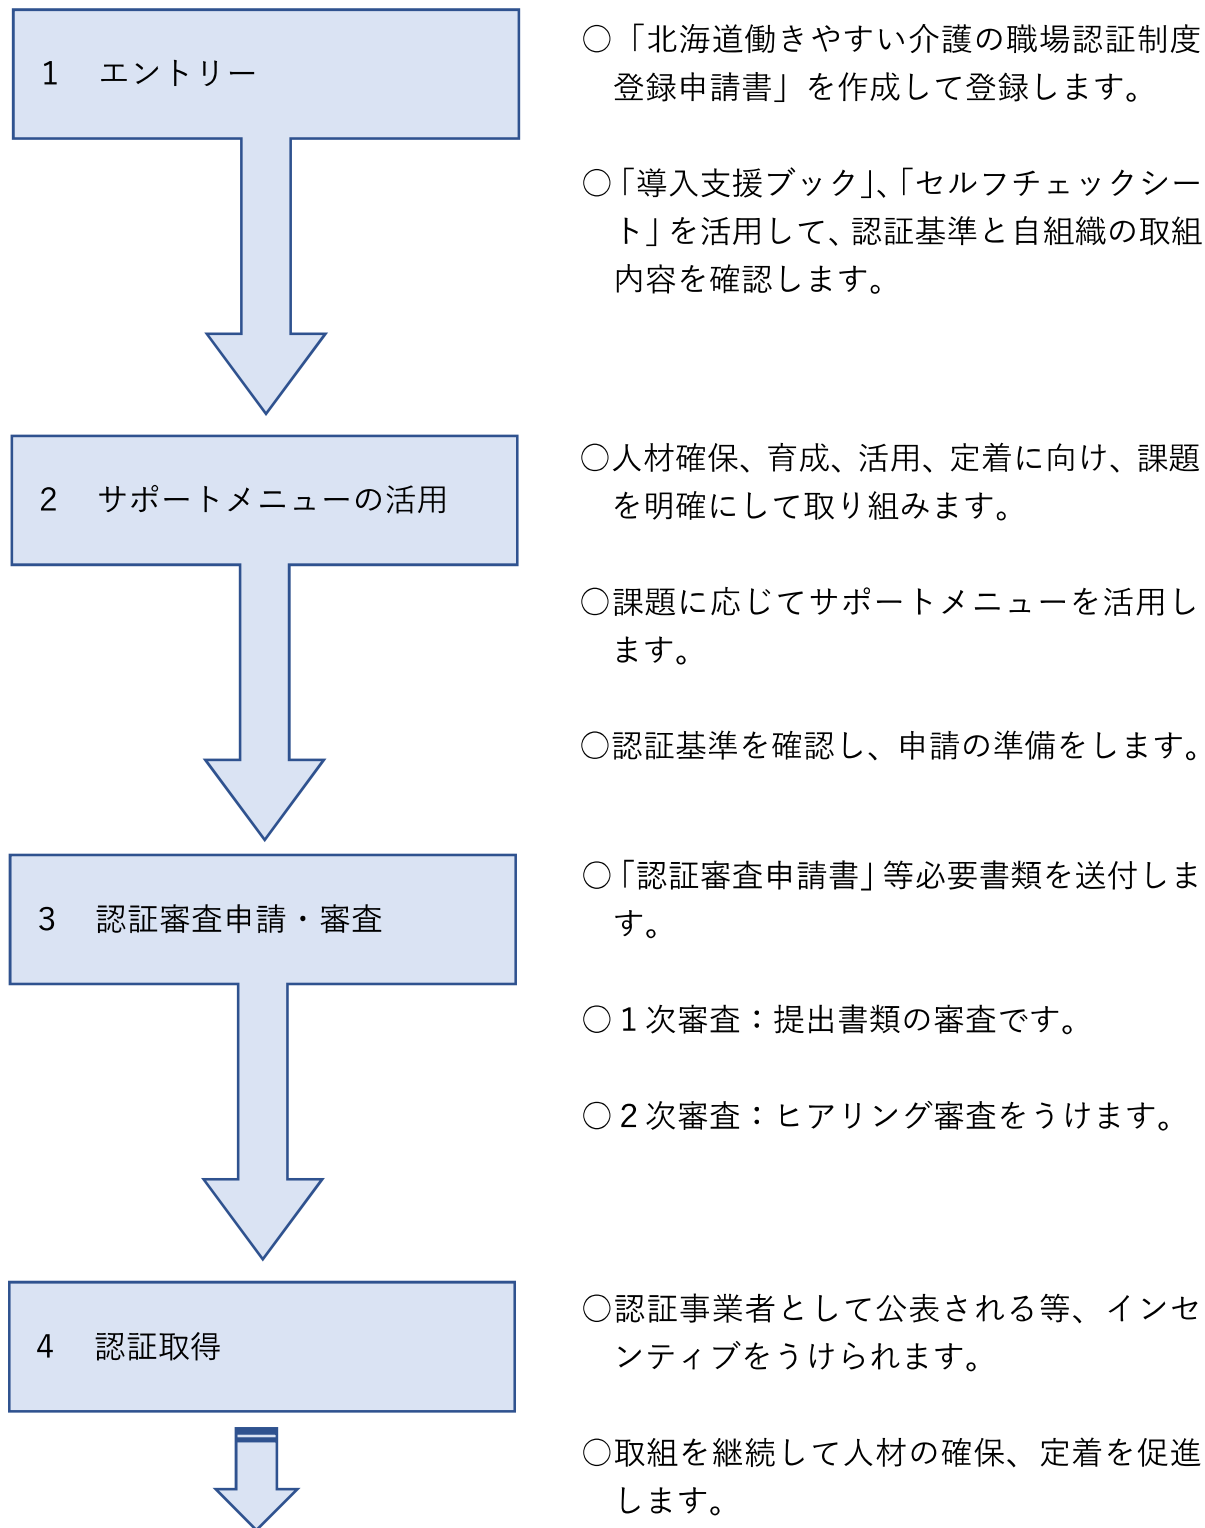 1　エントリー
○「北海道働きやすい介護の職場認証制度
登録申請書」を作成して登録します。
○「導入支援ブック」、「セルフチェックシー
ト」を活用して、認証基準と自組織の取組
内容を確認します。
2　サポートメニューの活用
○人材確保、育成、活用、定着に向け、課題
を明確にして取り組みます。
○課題に応じてサポートメニューを活用し
ます。
○認証基準を確認し、申請の準備をします。
3　認証審査申請・審査
○「認証審査申請書」等必要書類を送付しま
す。
○１次審査：提出書類の審査です。
○２次審査：ヒアリング審査をうけます。
4　認証取得
○認証事業者として公表される等、インセ
ンティブをうけられます。
○取組を継続して人材の確保、定着を促進
します。